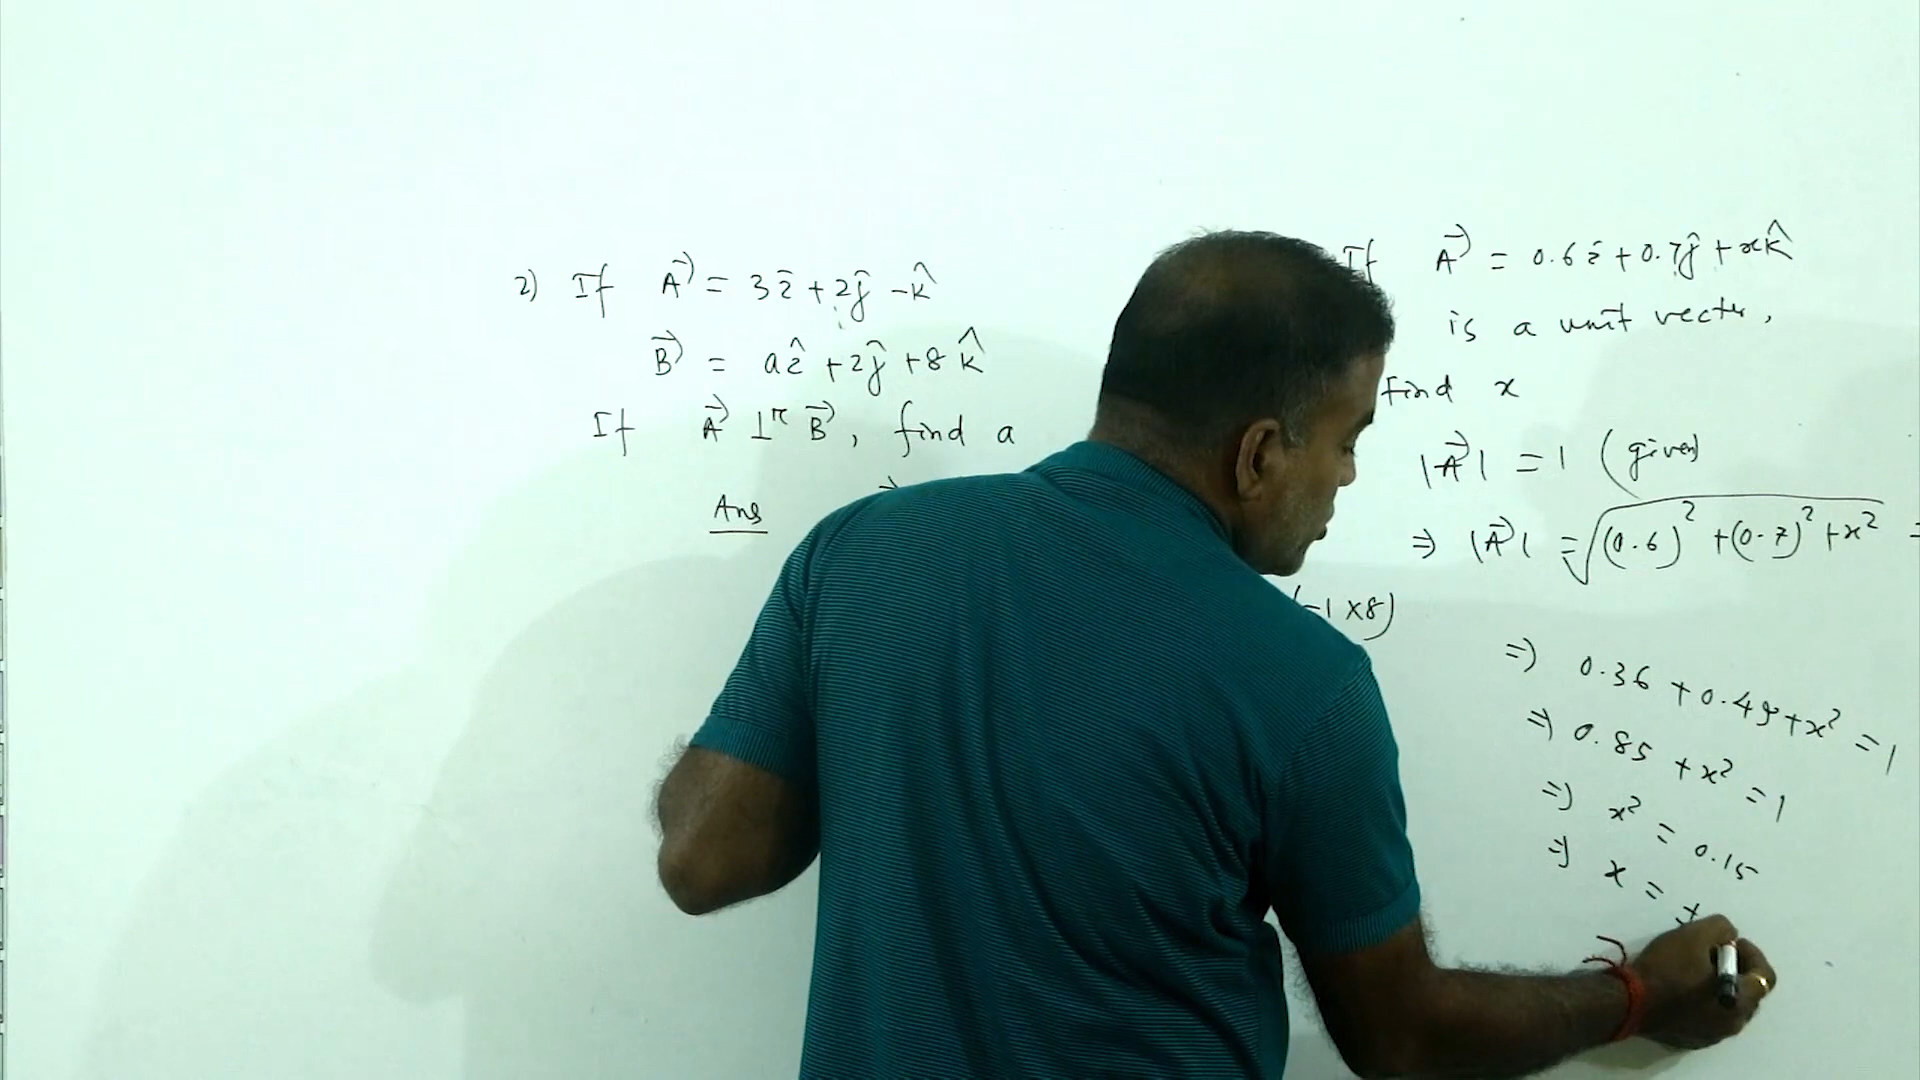 2) If A⃗ = 3î + 2ĵ - k̂
B⃗ = aî + 2ĵ + 8k̂
If A⃗ ⊥ʳ B⃗, find a
Ans
(-1 × 8)
If A⃗ = 0.6î + 0.7ĵ + xk̂
is a unit vector,
Find x
|A⃗| = 1 (given)
⇒ |A⃗| = √((0.6)² + (0.7)² + x²) =
⇒ 0.36 + 0.49 + x² = 1
⇒ 0.85 + x² = 1
⇒ x² = 0.15
⇒ x = ±